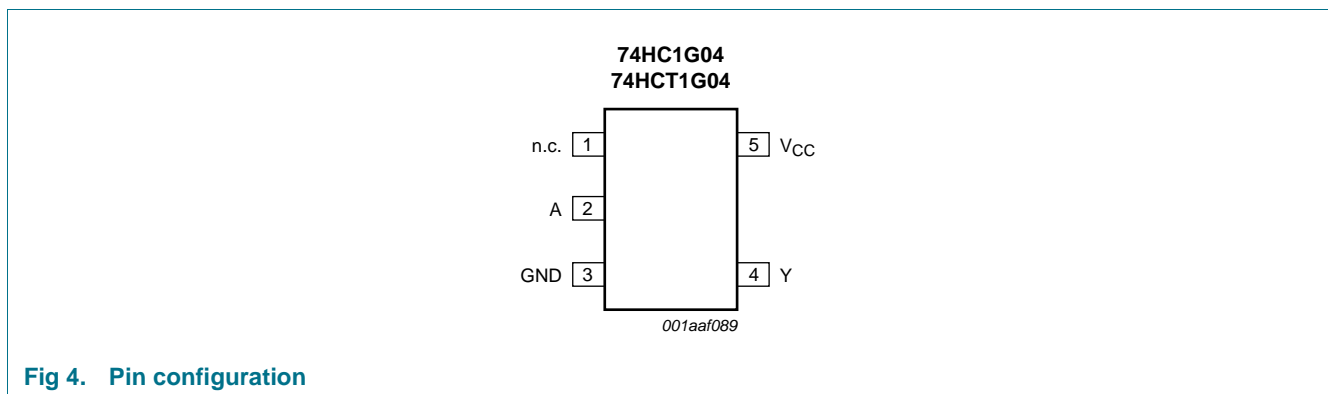 74HC1G04
74HCT1G04
n.c. 1
5 VCC
A 2
GND 3
4 Y
001aaf089
Fig 4. Pin configuration